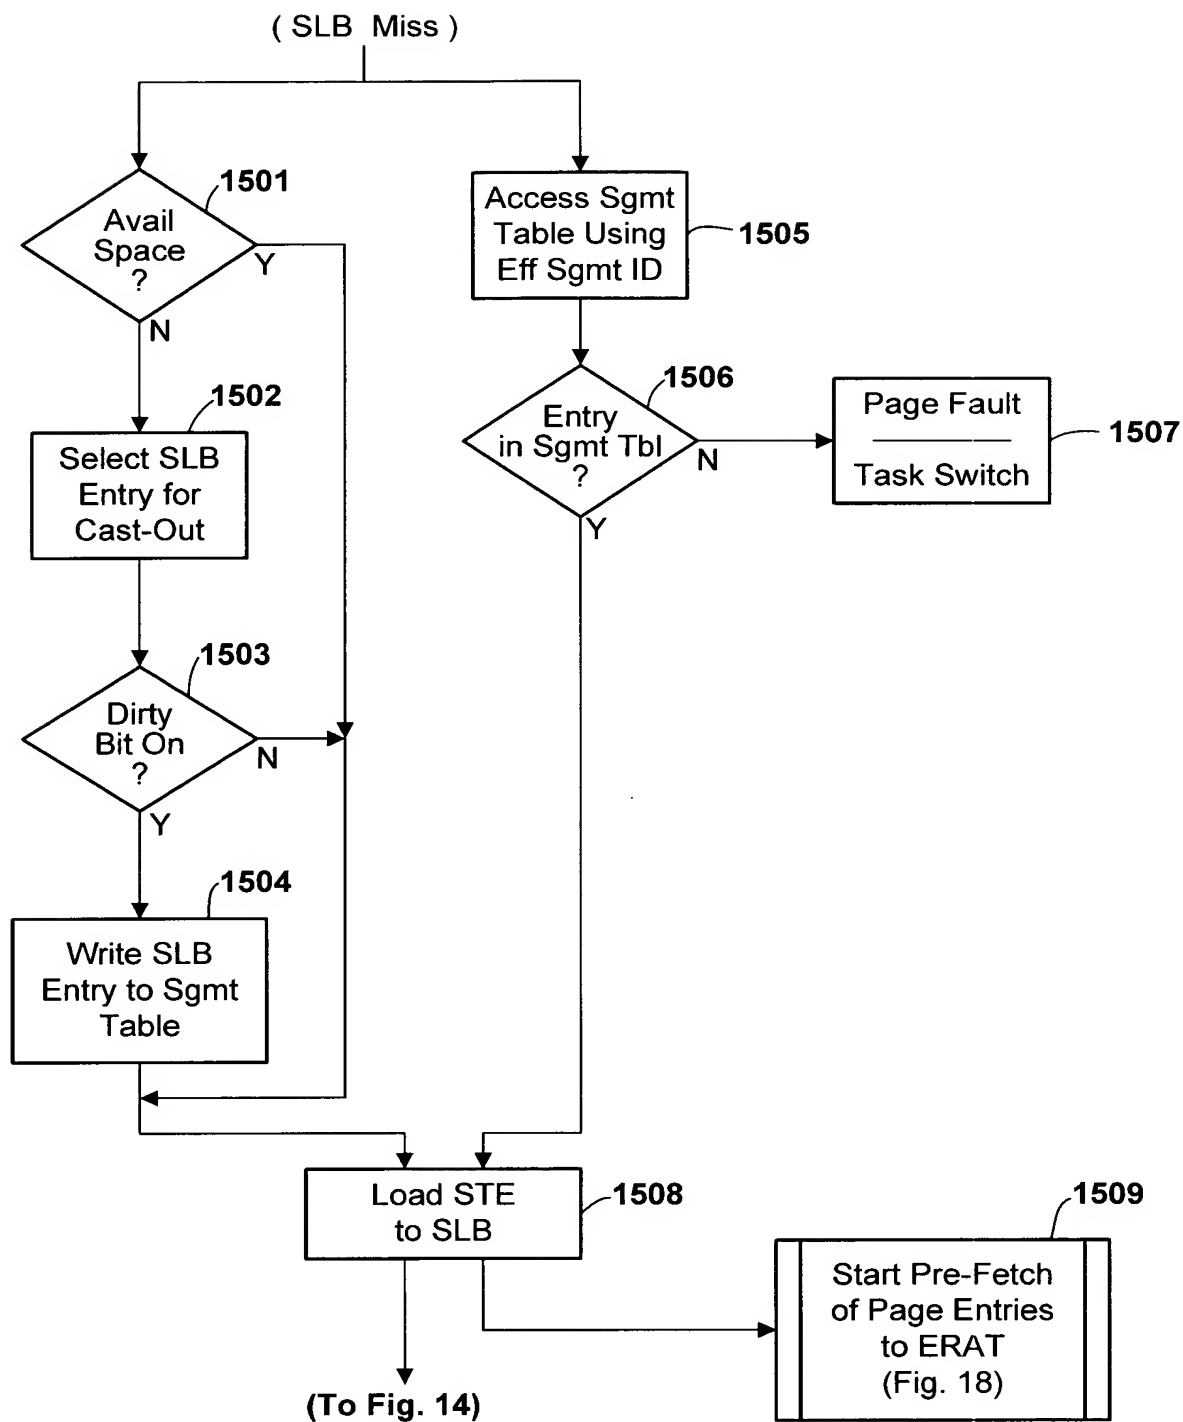 ( SLB Miss )
1501
Avail
Space
?
Y
N
1502
Select SLB
Entry for
Cast-Out
1503
Dirty
Bit On
?
N
Y
1504
Write SLB
Entry to Sgmt
Table
Access Sgmt
Table Using
Eff Sgmt ID
1505
1506
Entry
in Sgmt Tbl
?
N
Y
Page Fault
Task Switch
1507
Load STE
to SLB
1508
1509
Start Pre-Fetch
of Page Entries
to ERAT
(Fig. 18)
(To Fig. 14)